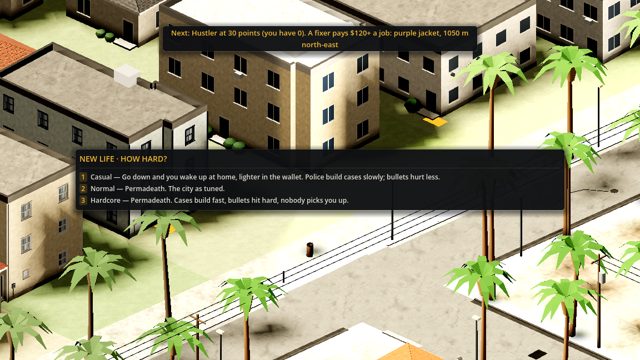 Next: Hustler at 30 points (you have 0). A fixer pays $120+ a job: purple jacket, 1050 m
north-east
NEW LIFE · HOW HARD?
1 Casual — Go down and you wake up at home, lighter in the wallet. Police build cases slowly; bullets hurt less.
2 Normal — Permadeath. The city as tuned.
3 Hardcore — Permadeath. Cases build fast, bullets hit hard, nobody picks you up.